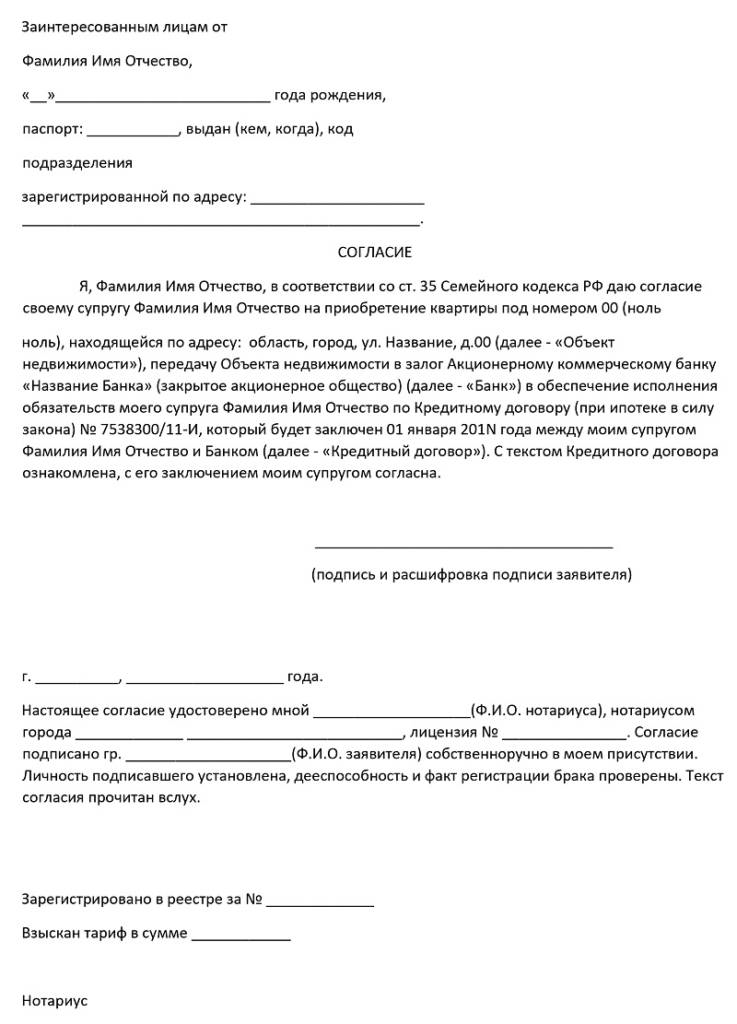 Заинтересованным лицам от
Фамилия Имя Отчество,
«__»__________________________ года рождения,
паспорт: ______________, выдан (кем, когда), код
подразделения
зарегистрированной по адресу: _____________________
________________________________________________.
СОГЛАСИЕ
Я, Фамилия Имя Отчество, в соответствии со ст. 35 Семейного кодекса РФ даю согласие
своему супругу Фамилия Имя Отчество на приобретение квартиры под номером 00 (ноль
ноль), находящейся по адресу: область, город, ул. Название, д.00 (далее - «Объект
недвижимости»), передачу Объекта недвижимости в залог Акционерному коммерческому банку
«Название Банка» (закрытое акционерное общество) (далее - «Банк») в обеспечение исполнения
обязательств моего супруга Фамилия Имя Отчество по Кредитному договору (при ипотеке в силу
закона) № 7538300/11-И, который будет заключен 01 января 201N года между моим супругом
Фамилия Имя Отчество и Банком (далее - «Кредитный договор»). С текстом Кредитного договора
ознакомлена, с его заключением моим супругом согласна.
____________________________________
(подпись и расшифровка подписи заявителя)
г. __________, ___________________ года.
Настоящее согласие удостоверено мной ___________________(Ф.И.О. нотариуса), нотариусом
города _____________ __________________________, лицензия № _______________. Согласие
подписано гр. ____________________(Ф.И.О. заявителя) собственноручно в моем присутствии.
Личность подписавшего установлена, дееспособность и факт регистрации брака проверены. Текст
согласия прочитан вслух.
Зарегистрировано в реестре за № _____________
Взыскан тариф в сумме ____________
Нотариус